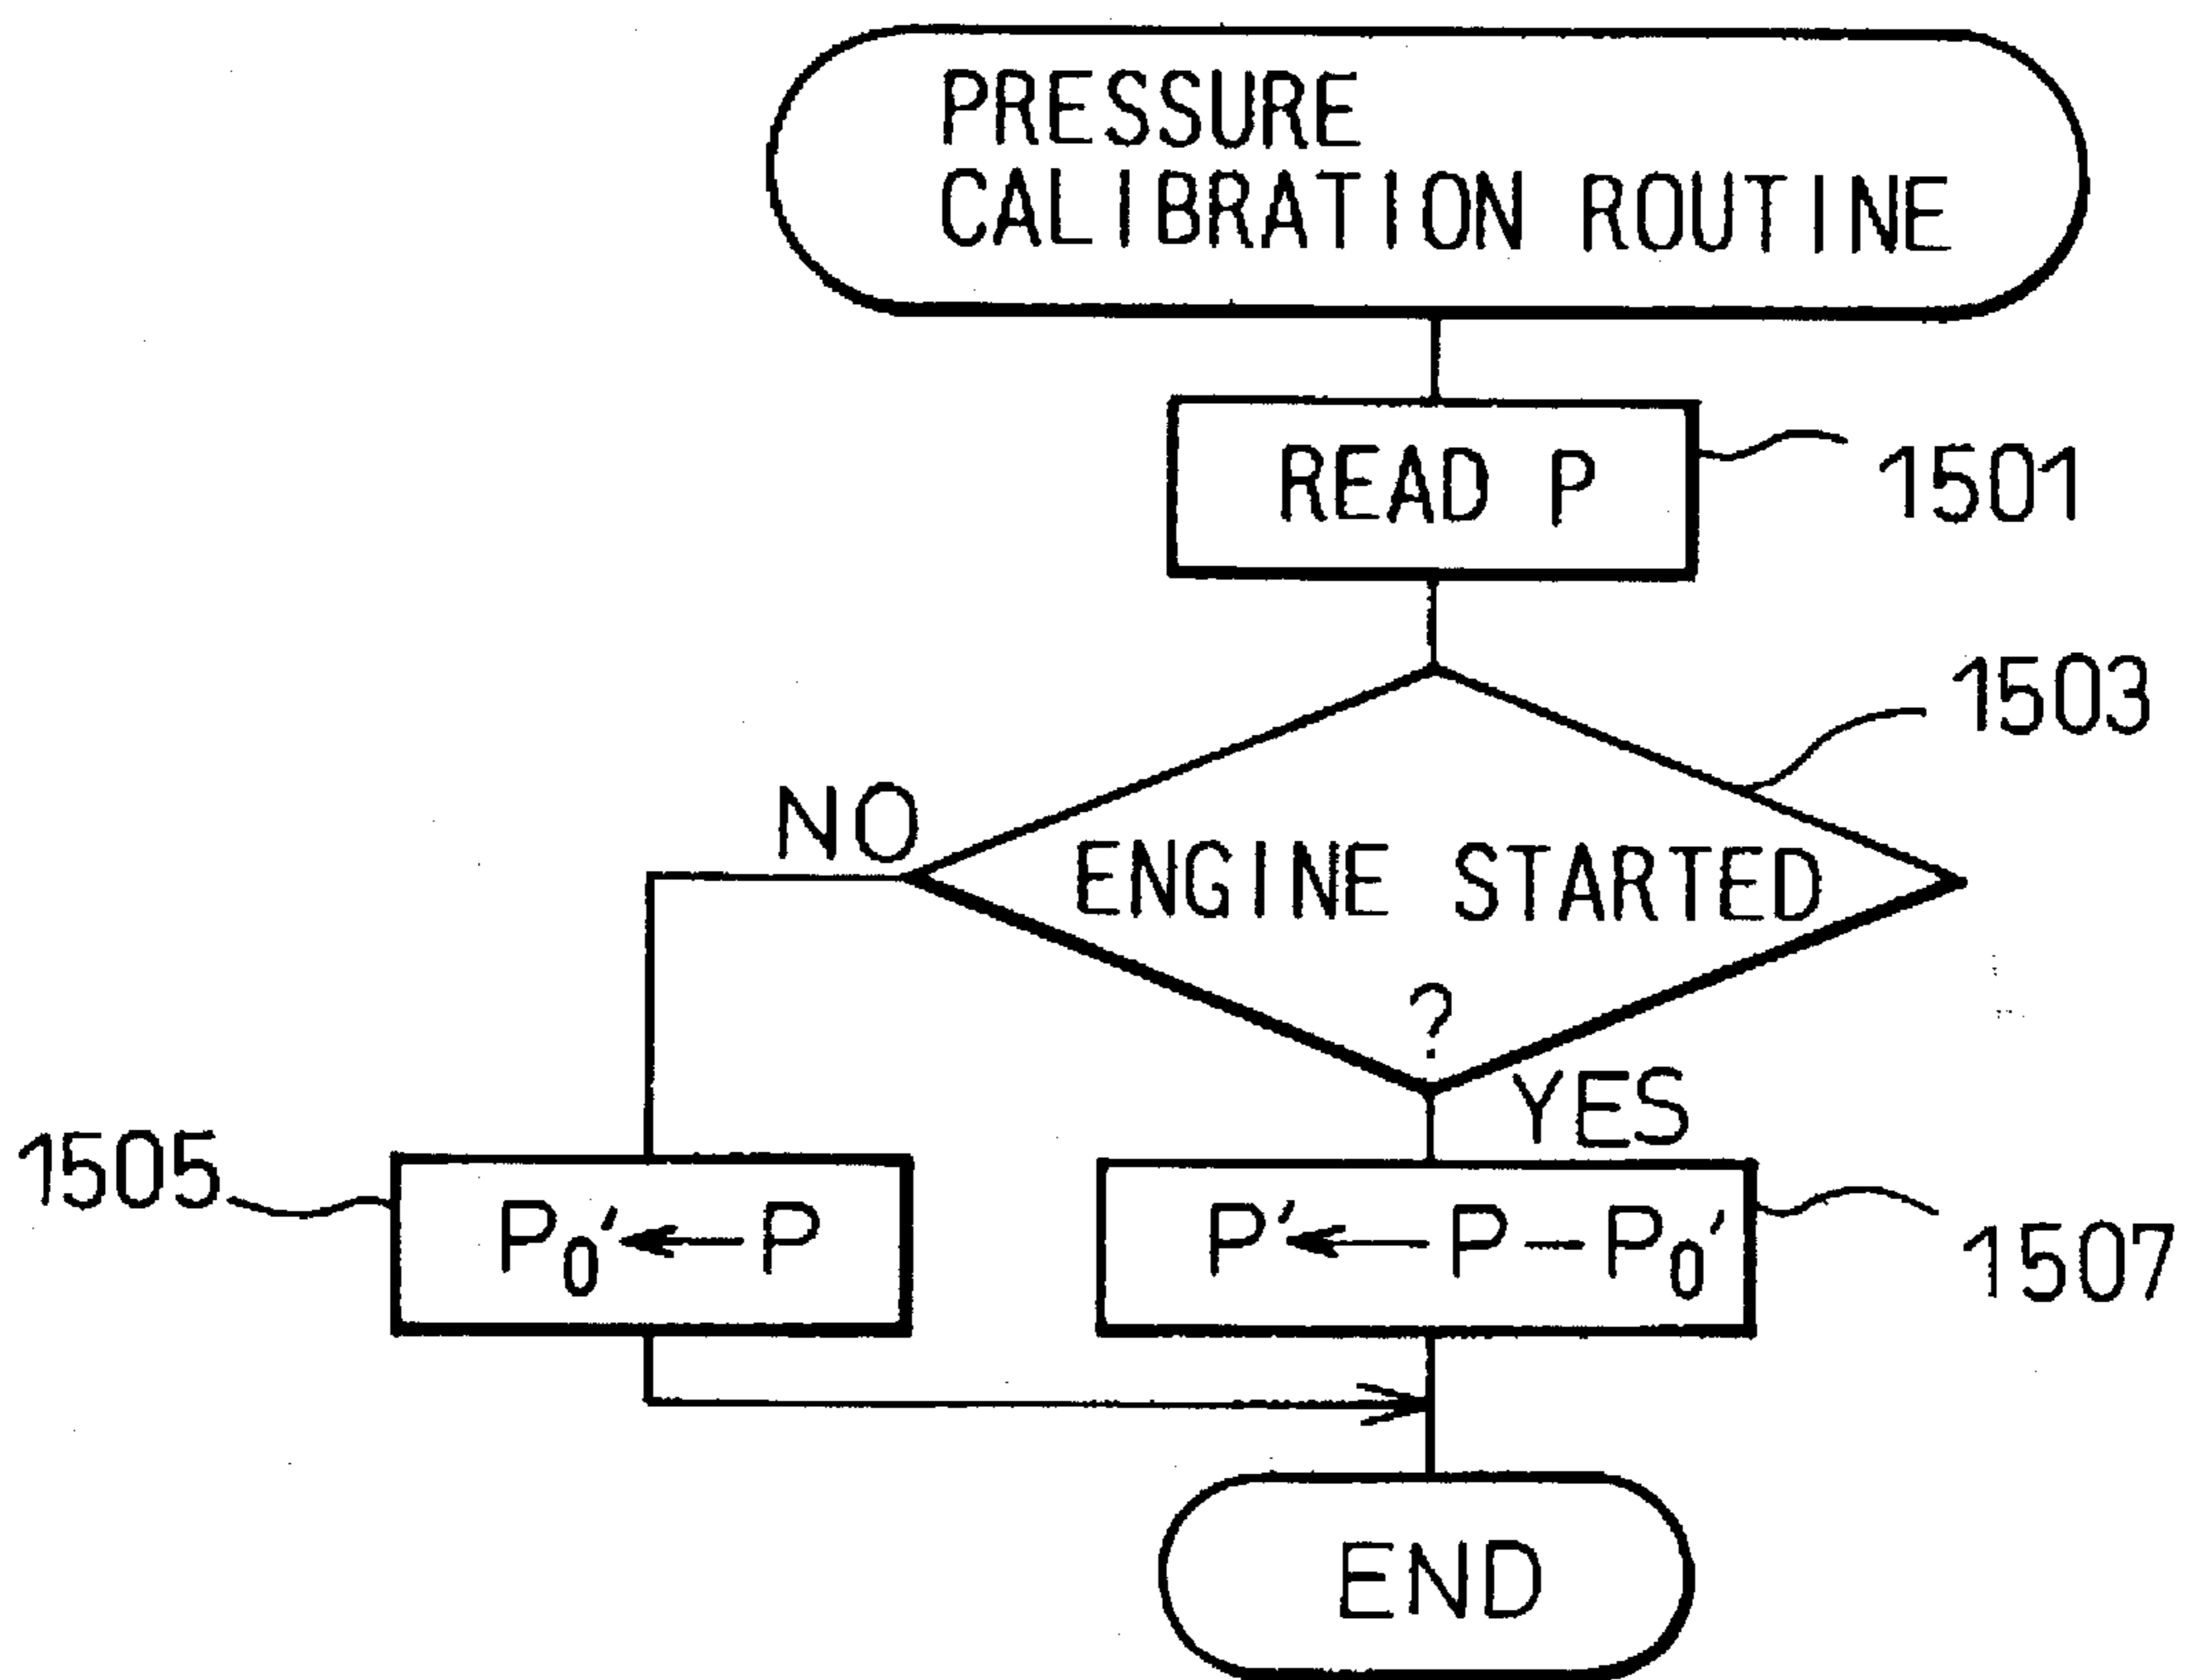 PRESSURE
CALIBRATION ROUTINE
READ P
1501
1503
NO
ENGINE STARTED
?
YES
1505
P₀'←P
P'←P−P₀'
1507
END